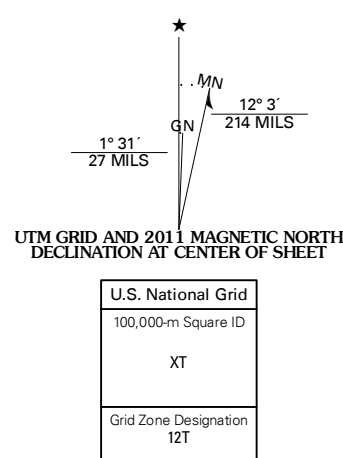 ★
MN
GN
12° 3´
214 MILS
1° 31´
27 MILS
UTM GRID AND 2011 MAGNETIC NORTH
DECLINATION AT CENTER OF SHEET
U.S. National Grid
100,000-m Square ID
XT
Grid Zone Designation
12T